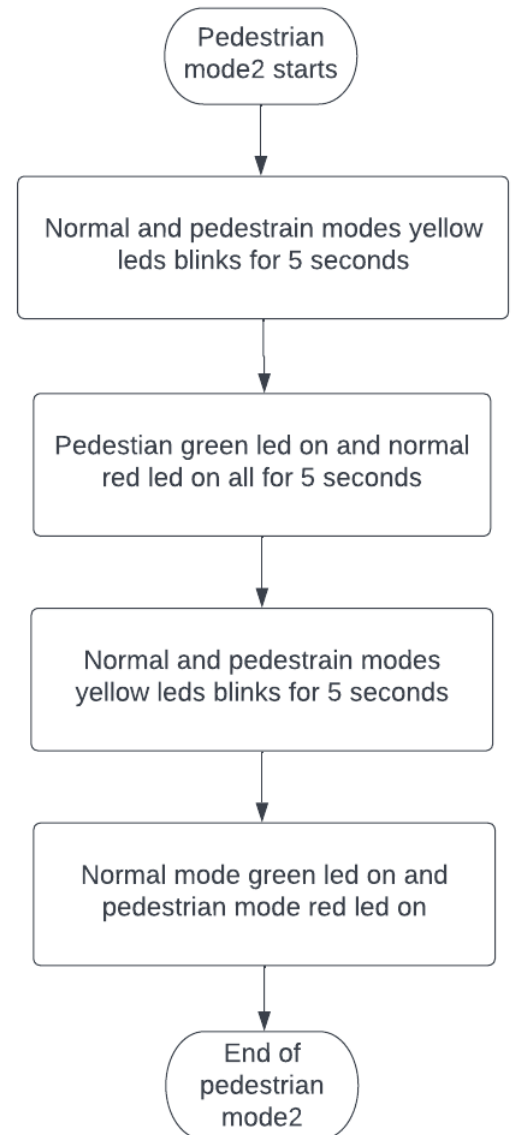 Pedestrian
mode2 starts
Normal and pedestrain modes yellow
leds blinks for 5 seconds
Pedestian green led on and normal
red led on all for 5 seconds
Normal and pedestrain modes
yellow leds blinks for 5 seconds
Normal mode green led on and
pedestrian mode red led on
End of
pedestrian
mode2